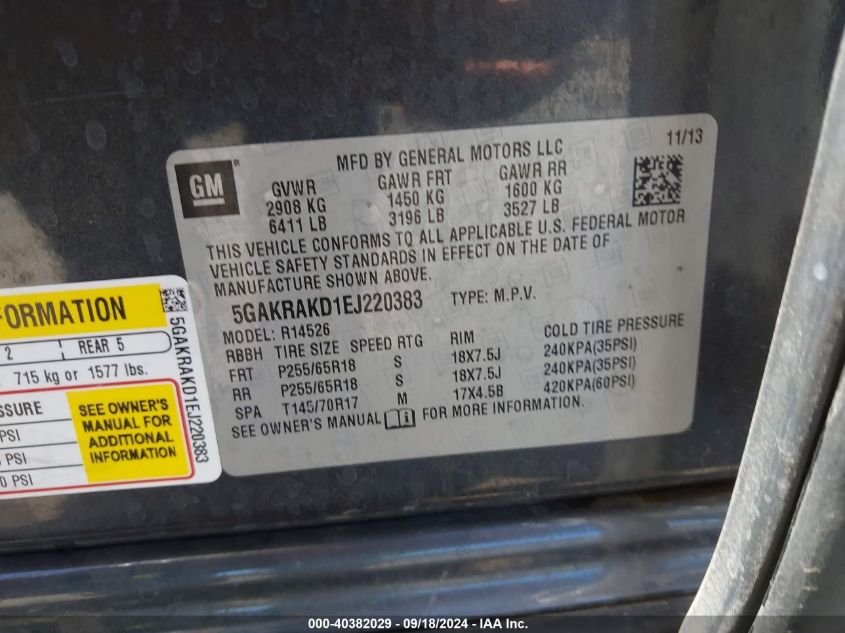 11/13
MFD BY GENERAL MOTORS LLC
GM®
GVWR GAWR FRT GAWR RR
2908 KG 1450 KG 1600 KG
6411 LB 3196 LB 3527 LB
THIS VEHICLE CONFORMS TO ALL APPLICABLE U.S. FEDERAL MOTOR
VEHICLE SAFETY STANDARDS IN EFFECT ON THE DATE OF
MANUFACTURE SHOWN ABOVE.
5GAKRAKD1EJ220383 TYPE: M.P.V.
MODEL: R14526
RBBH TIRE SIZE SPEED RTG RIM COLD TIRE PRESSURE
FRT P255/65R18 S 18X7.5J 240KPA(35PSI)
RR P255/65R18 S 18X7.5J 240KPA(35PSI)
SPA T145/70R17 M 17X4.5B 420KPA(60PSI)
SEE OWNER'S MANUAL FOR MORE INFORMATION.
FORMATION
2 REAR 5
715 kg or 1577 lbs.
SSURE
PSI
PSI
0 PSI
SEE OWNER'S
MANUAL FOR
ADDITIONAL
INFORMATION
5GAKRAKD1EJ220383
000-40382029 - 09/18/2024 - IAA Inc.